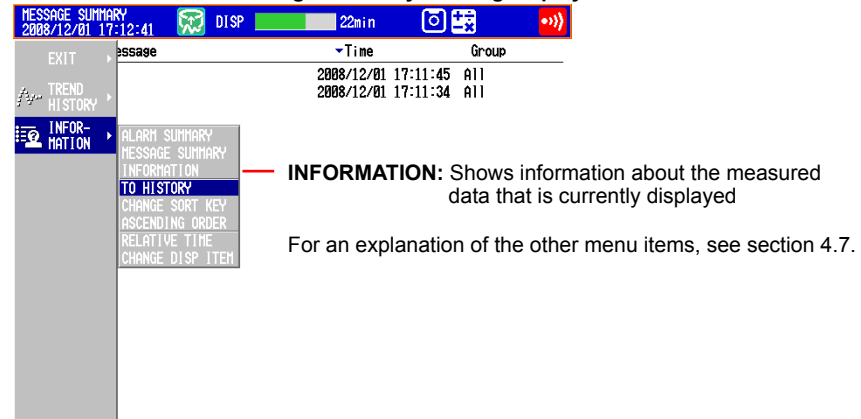 MESSAGE SUMMARY
2008/12/01 17:12:41
DISP
22min
EXIT
essage
Time
Group
2008/12/01 17:11:45 All
2008/12/01 17:11:34 All
TREND
HISTORY
INFOR-
MATION
ALARM SUMMARY
MESSAGE SUMMARY
INFORMATION
TO HISTORY
CHANGE SORT KEY
ASCENDING ORDER
RELATIVE TIME
CHANGE DISP ITEM
INFORMATION: Shows information about the measured
data that is currently displayed
For an explanation of the other menu items, see section 4.7.